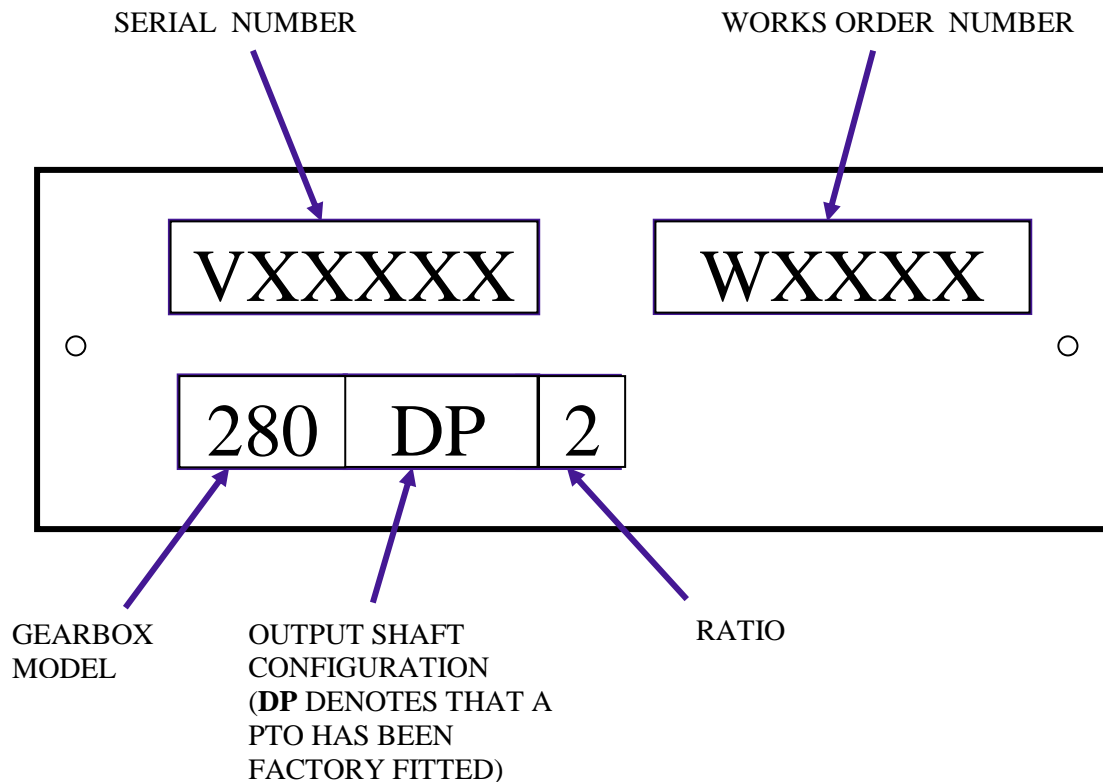 SERIAL  NUMBER
WORKS ORDER  NUMBER
VXXXXX
WXXXX
280 DP 2
GEARBOX
MODEL
OUTPUT SHAFT
CONFIGURATION
(DP DENOTES THAT A
PTO HAS BEEN
FACTORY FITTED)
RATIO